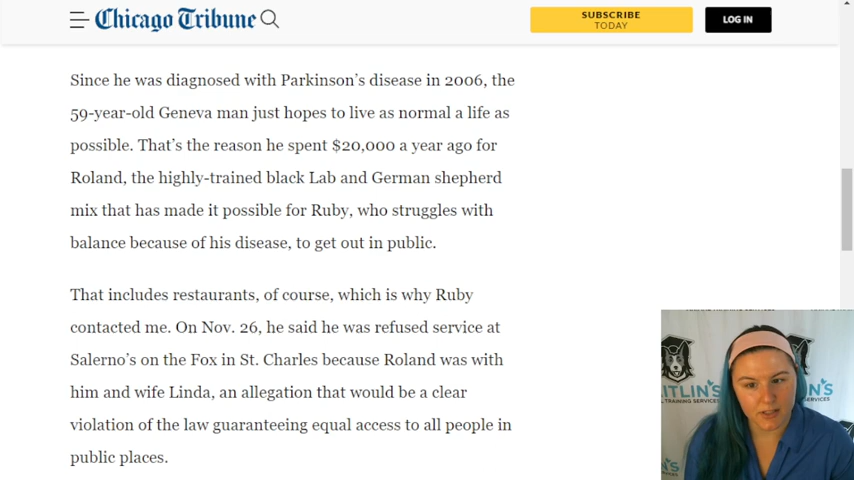 Chicago Tribune
SUBSCRIBE
TODAY
LOG IN
Since he was diagnosed with Parkinson's disease in 2006, the
59-year-old Geneva man just hopes to live as normal a life as
possible. That's the reason he spent $20,000 a year ago for
Roland, the highly-trained black Lab and German shepherd
mix that has made it possible for Ruby, who struggles with
balance because of his disease, to get out in public.
That includes restaurants, of course, which is why Ruby
contacted me. On Nov. 26, he said he was refused service at
Salerno's on the Fox in St. Charles because Roland was with
him and wife Linda, an allegation that would be a clear
violation of the law guaranteeing equal access to all people in
public places.
TRAINING SERVICES